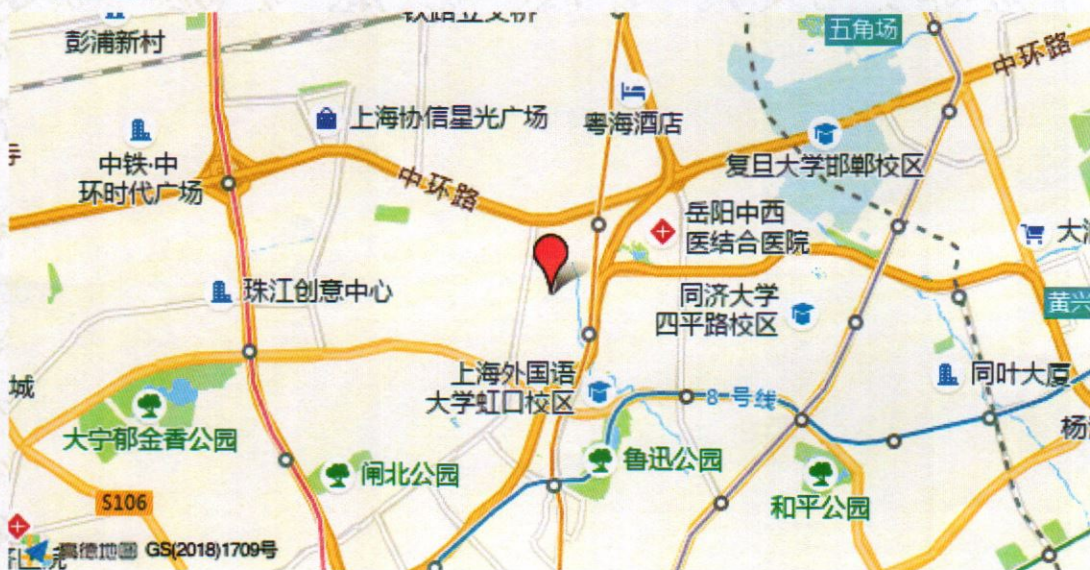 彭浦新村
五角场
中环路
上海协信星光广场
粤海酒店
中铁·中
环时代广场
中环路
复旦大学邯郸校区
岳阳中西
医结合医院
珠江创意中心
同济大学
四平路校区
黄兴
上海外国语
大学虹口校区
8号线
同叶大厦
城
大宁郁金香公园
闸北公园
鲁迅公园
和平公园
杨
S106
高德地图 GS(2018)1709号